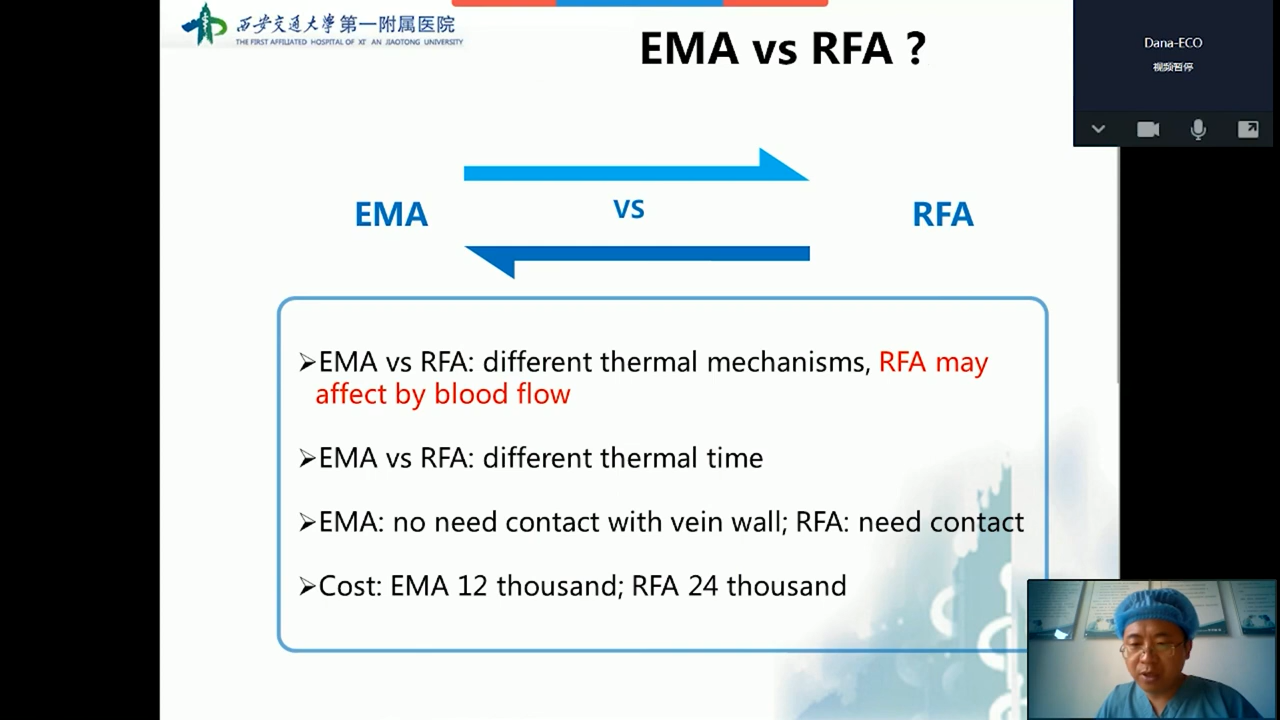 西安交通大学第一附属医院
THE FIRST AFFILIATED HOSPITAL OF XI'AN JIAOTONG UNIVERSITY
EMA vs RFA ?
Dana-ECO
视频暂停
EMA
VS
RFA
➢EMA vs RFA: different thermal mechanisms, RFA may
affect by blood flow
➢EMA vs RFA: different thermal time
➢EMA: no need contact with vein wall; RFA: need contact
➢Cost: EMA 12 thousand; RFA 24 thousand